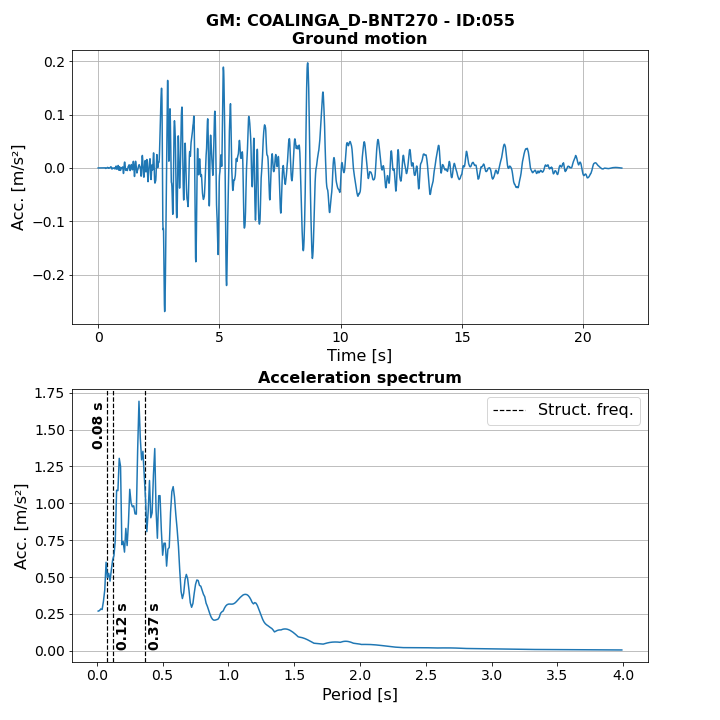 GM: COALINGA_D-BNT270 - ID:055
Ground motion
0.2
0.1
0.0
−0.1
−0.2
Acc. [m/s²]
0 5 10 15 20
Time [s]
Acceleration spectrum
1.75
1.50
1.25
1.00
0.75
0.50
0.25
0.00
Acc. [m/s²]
0.08 s
0.12 s
0.37 s
Struct. freq.
0.0 0.5 1.0 1.5 2.0 2.5 3.0 3.5 4.0
Period [s]